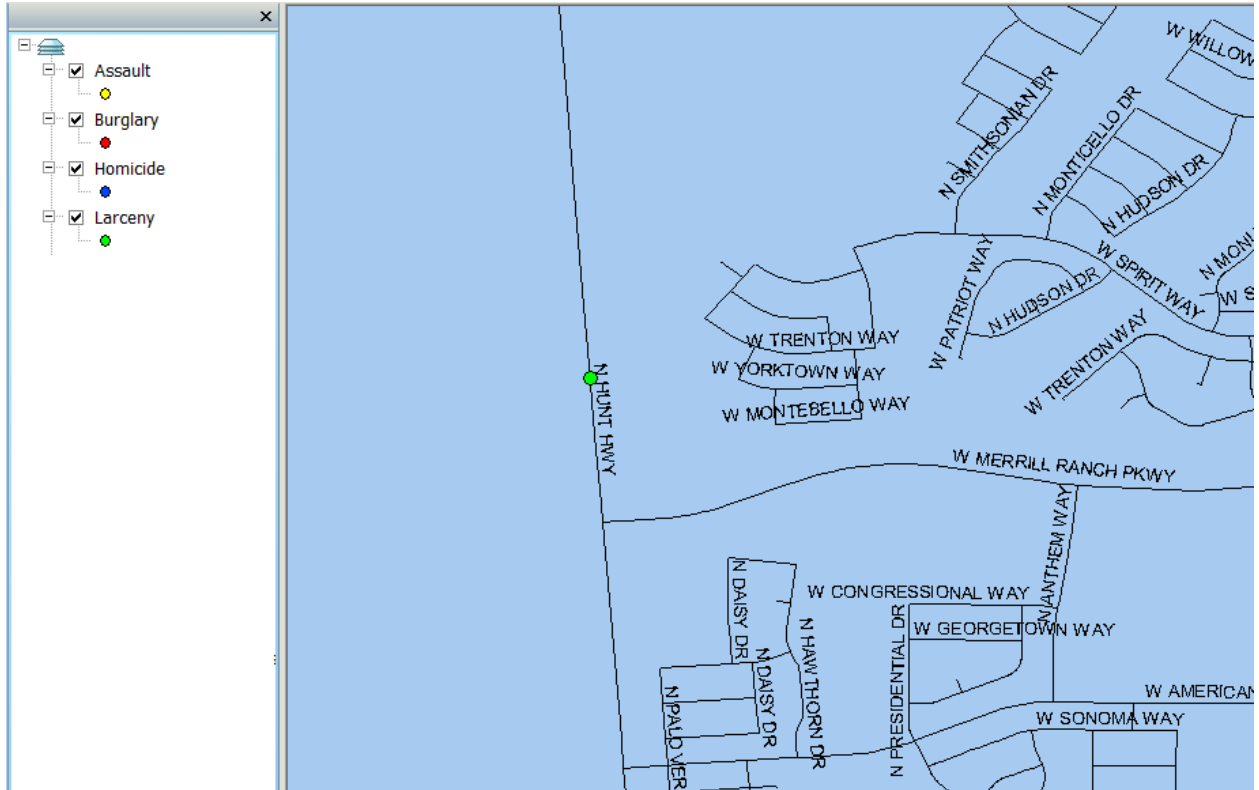 Assault
Burglary
Homicide
Larceny
W WILLOW
N SMITHSONIAN DR
N MONTICELLO DR
N HUDSON DR
W SPIRIT WAY
W PATRIOT WAY
N HUDSON DR
W TRENTON WAY
W TRENTON WAY
W YORKTOWN WAY
W MONTEBELLO WAY
N HUNT HWY
W MERRILL RANCH PKWY
N ANTHEM WAY
W CONGRESSIONAL WAY
W GEORGETOWN WAY
N DAISY DR
N HAWTHORN DR
N DAISY DR
N PRESIDENTIAL DR
N PALO VER
W AMERICAN
W SONOMA WAY